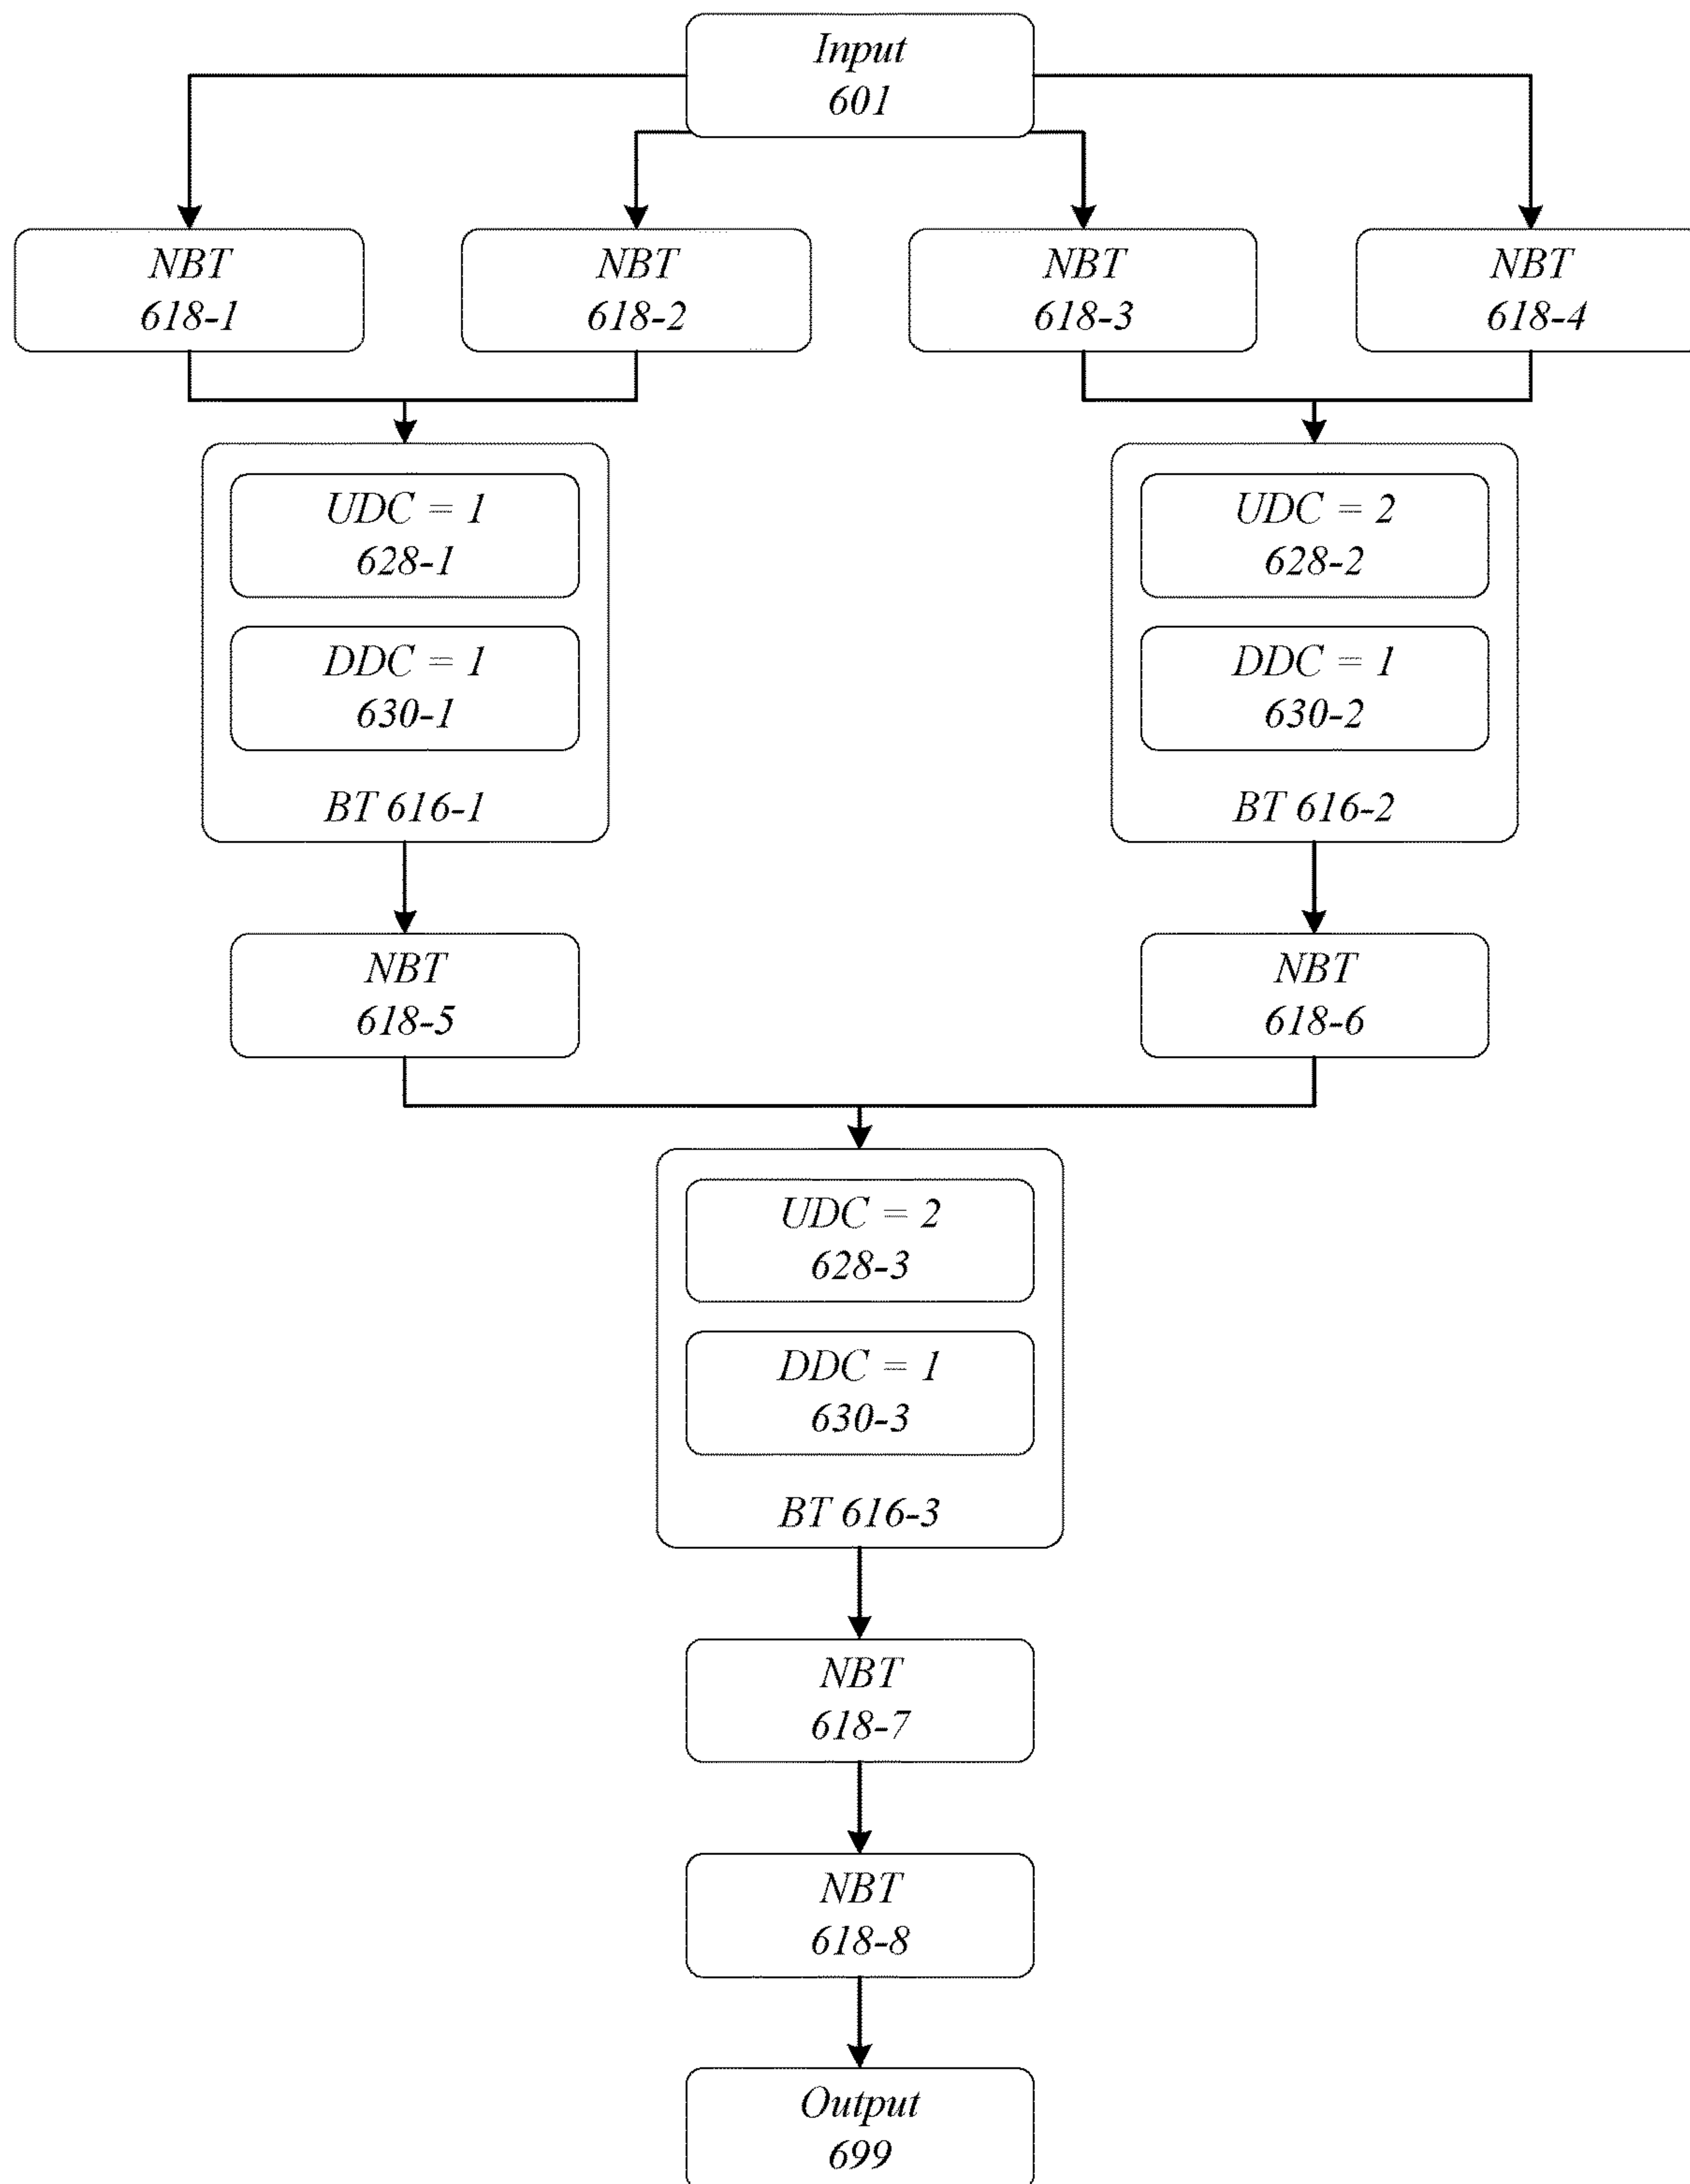 Input
601
NBT
618-1
NBT
618-2
NBT
618-3
NBT
618-4
UDC = 1
628-1
DDC = 1
630-1
BT 616-1
UDC = 2
628-2
DDC = 1
630-2
BT 616-2
NBT
618-5
NBT
618-6
UDC = 2
628-3
DDC = 1
630-3
BT 616-3
NBT
618-7
NBT
618-8
Output
699